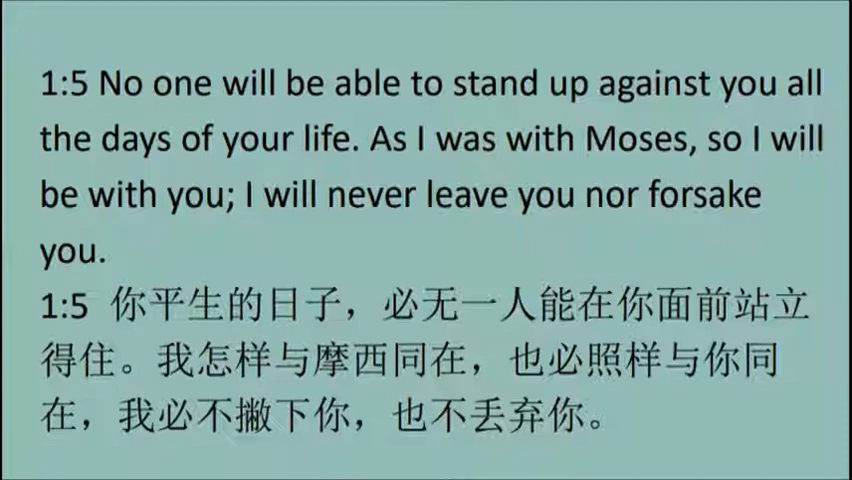 1:5 No one will be able to stand up against you all
the days of your life. As I was with Moses, so I will
be with you; I will never leave you nor forsake
you.
1:5 你平生的日子，必无一人能在你面前站立
得住。我怎样与摩西同在，也必照样与你同
在，我必不撇下你，也不丢弃你。